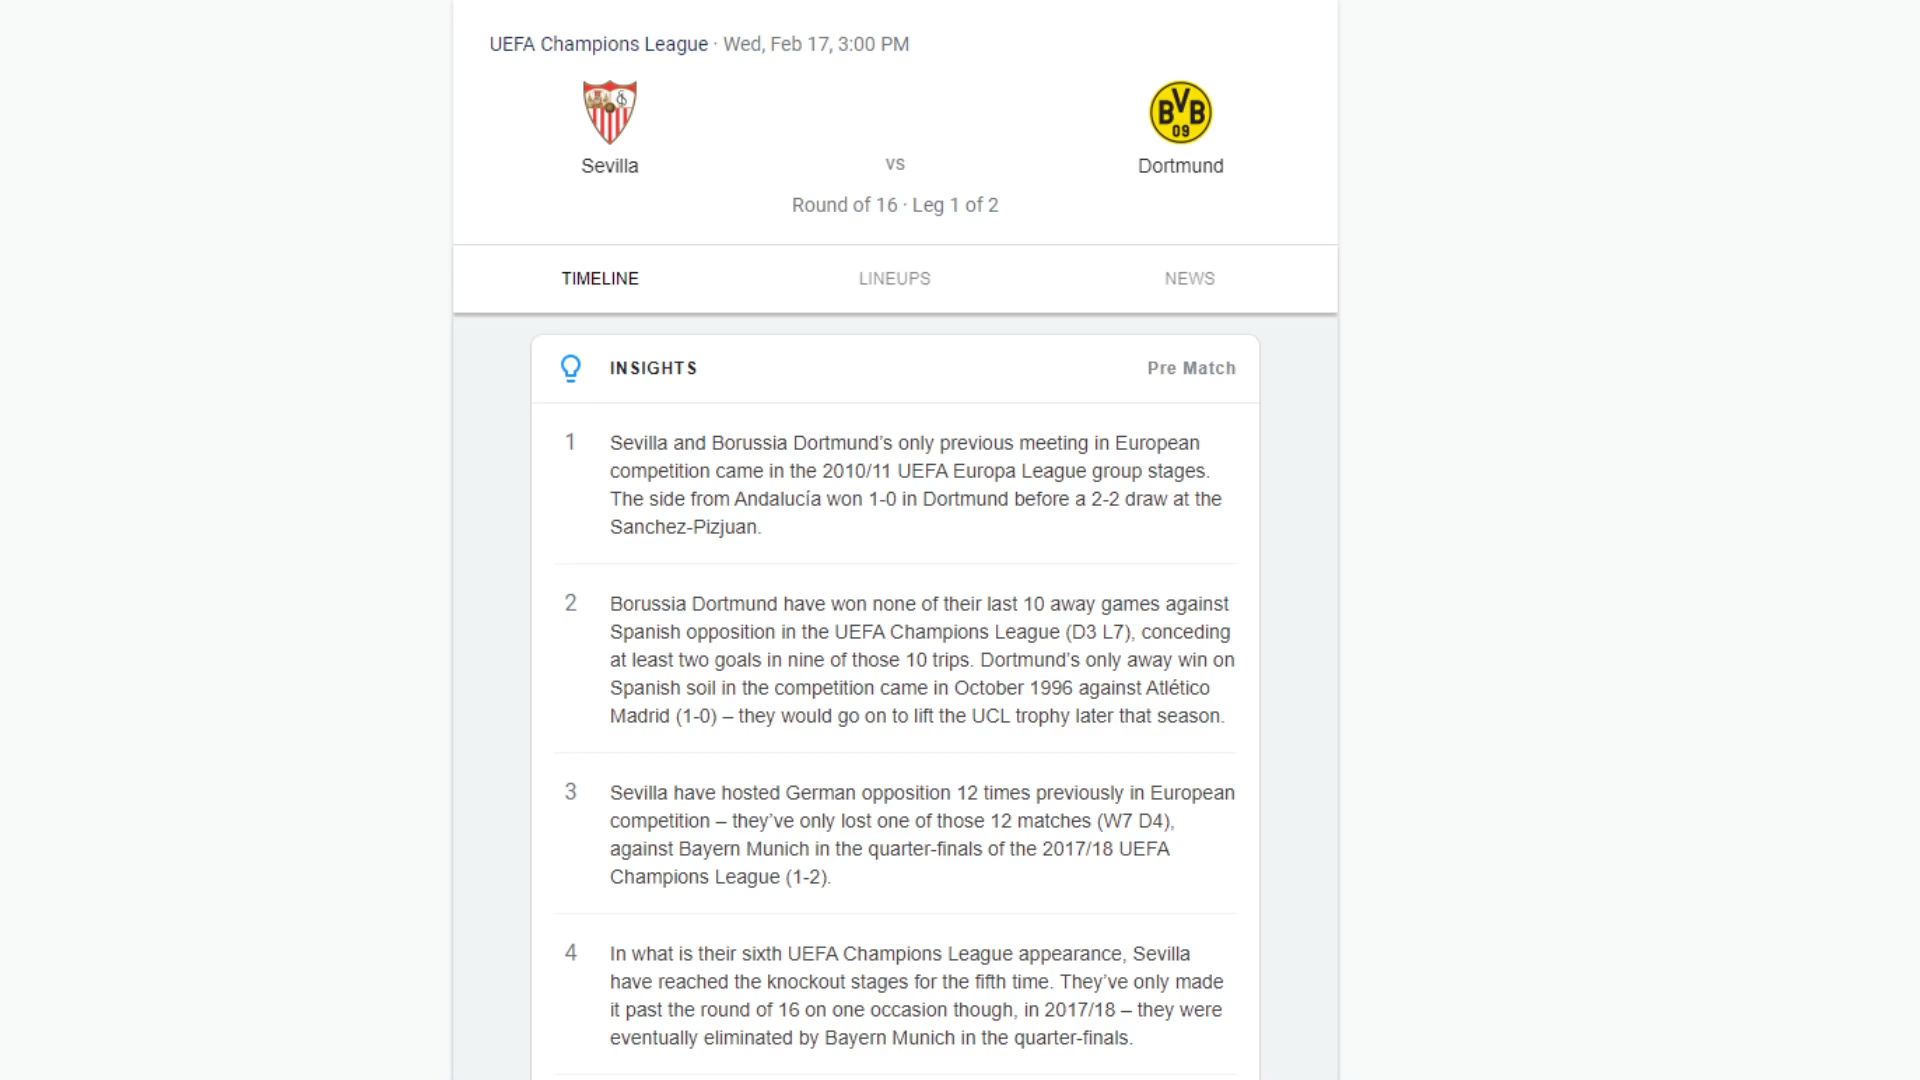 UEFA Champions League · Wed, Feb 17, 3:00 PM
BVB
09
Sevilla
vs
Dortmund
Round of 16 · Leg 1 of 2
TIMELINE
LINEUPS
NEWS
INSIGHTS
Pre Match
1
Sevilla and Borussia Dortmund’s only previous meeting in European
competition came in the 2010/11 UEFA Europa League group stages.
The side from Andalucía won 1-0 in Dortmund before a 2-2 draw at the
Sanchez-Pizjuan.
2
Borussia Dortmund have won none of their last 10 away games against
Spanish opposition in the UEFA Champions League (D3 L7), conceding
at least two goals in nine of those 10 trips. Dortmund’s only away win on
Spanish soil in the competition came in October 1996 against Atlético
Madrid (1-0) – they would go on to lift the UCL trophy later that season.
3
Sevilla have hosted German opposition 12 times previously in European
competition – they’ve only lost one of those 12 matches (W7 D4),
against Bayern Munich in the quarter-finals of the 2017/18 UEFA
Champions League (1-2).
4
In what is their sixth UEFA Champions League appearance, Sevilla
have reached the knockout stages for the fifth time. They’ve only made
it past the round of 16 on one occasion though, in 2017/18 – they were
eventually eliminated by Bayern Munich in the quarter-finals.